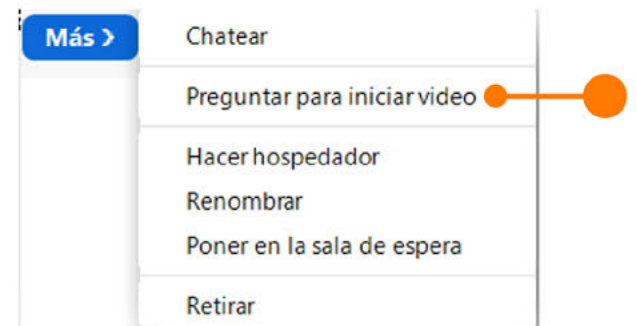 Más >
Chatear
Preguntar para iniciar video
Hacer hospedador
Renombrar
Poner en la sala de espera
Retirar